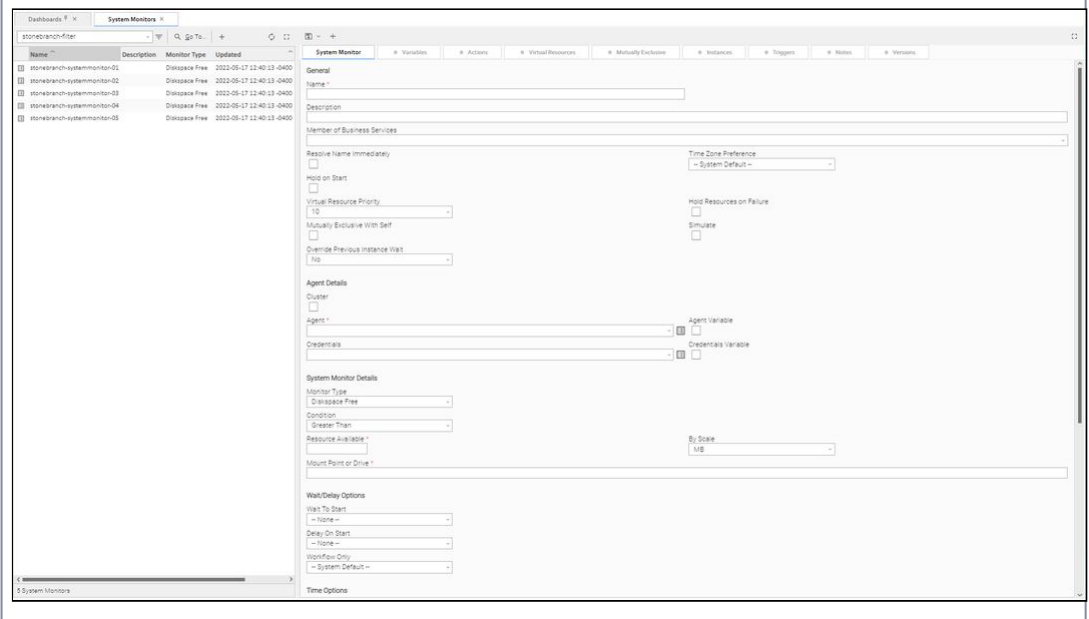 Dashboards
System Monitors
stonebranch-filter
Go To...
Name Description Monitor Type Updated
stonebranch-systemmonitor-01 Diskspace Free 2022-05-17 12:40:13 -0400
stonebranch-systemmonitor-02 Diskspace Free 2022-05-17 12:40:13 -0400
stonebranch-systemmonitor-03 Diskspace Free 2022-05-17 12:40:13 -0400
stonebranch-systemmonitor-04 Diskspace Free 2022-05-17 12:40:13 -0400
stonebranch-systemmonitor-05 Diskspace Free 2022-05-17 12:40:13 -0400
5 System Monitors
System Monitor Variables Actions Virtual Resources Mutually Exclusive Instances Triggers Notes Versions
General
Name *
Description
Member of Business Services
Resolve Name Immediately
Time Zone Preference
-- System Default --
Hold on Start
Virtual Resource Priority
10
Hold Resources on Failure
Mutually Exclusive With Self
Simulate
Override Previous Instance Wait
No
Agent Details
Cluster
Agent *
Agent Variable
Credentials
Credentials Variable
System Monitor Details
Monitor Type
Diskspace Free
Condition
Greater Than
Resource Available *
By Scale
MB
Mount Point or Drive *
Wait/Delay Options
Wait To Start
-- None --
Delay On Start
-- None --
Workflow Only
-- System Default --
Time Options